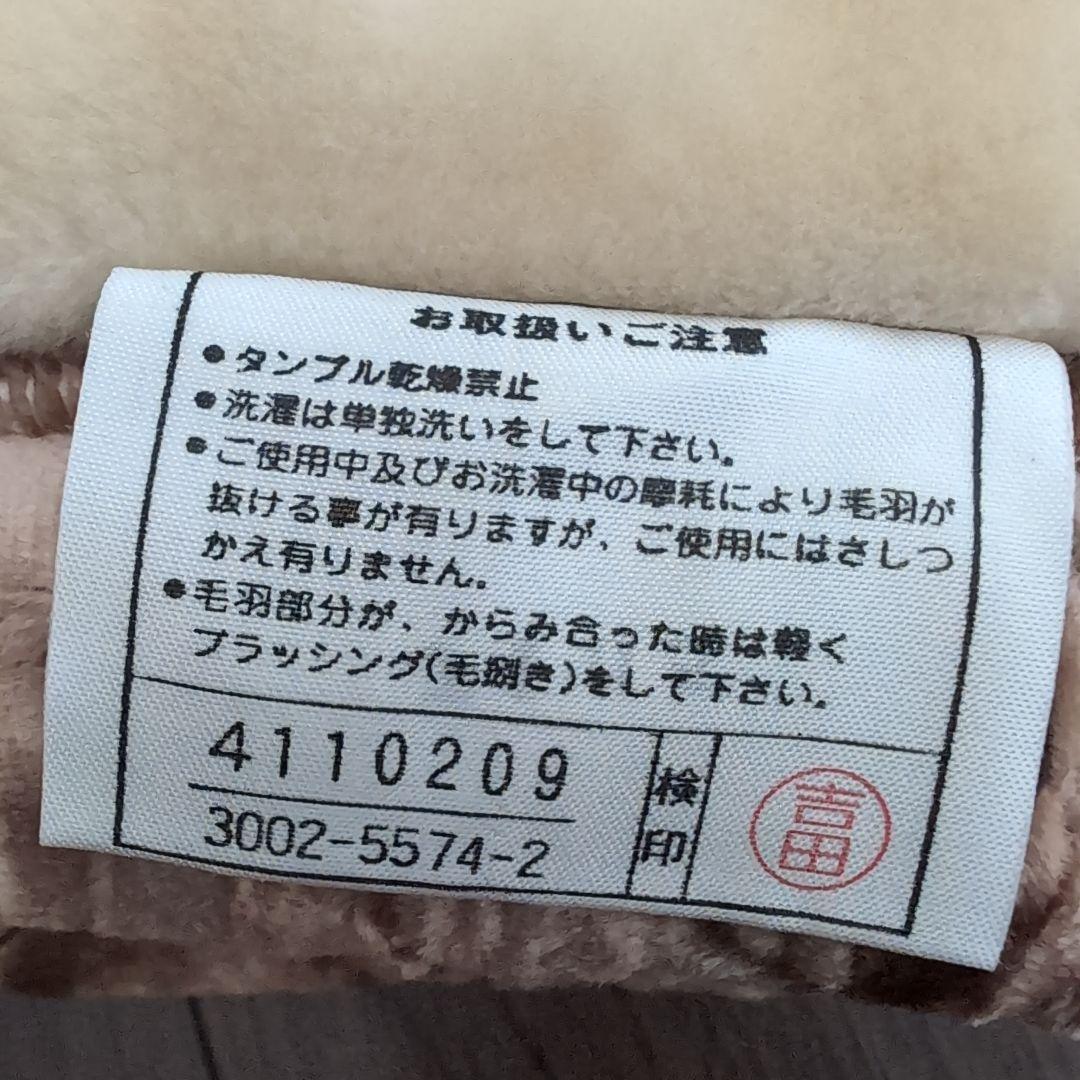 お取扱いご注意
●タンブル乾燥禁止
●洗濯は単独洗いをして下さい。
●ご使用中及びお洗濯中の摩耗により毛羽が
抜ける事が有りますが、ご使用にはさしつ
かえ有りません。
●毛羽部分が、からみ合った時は軽く
ブラッシング(毛捌き)をして下さい。
4110209
3002-5574-2
検印
吉田